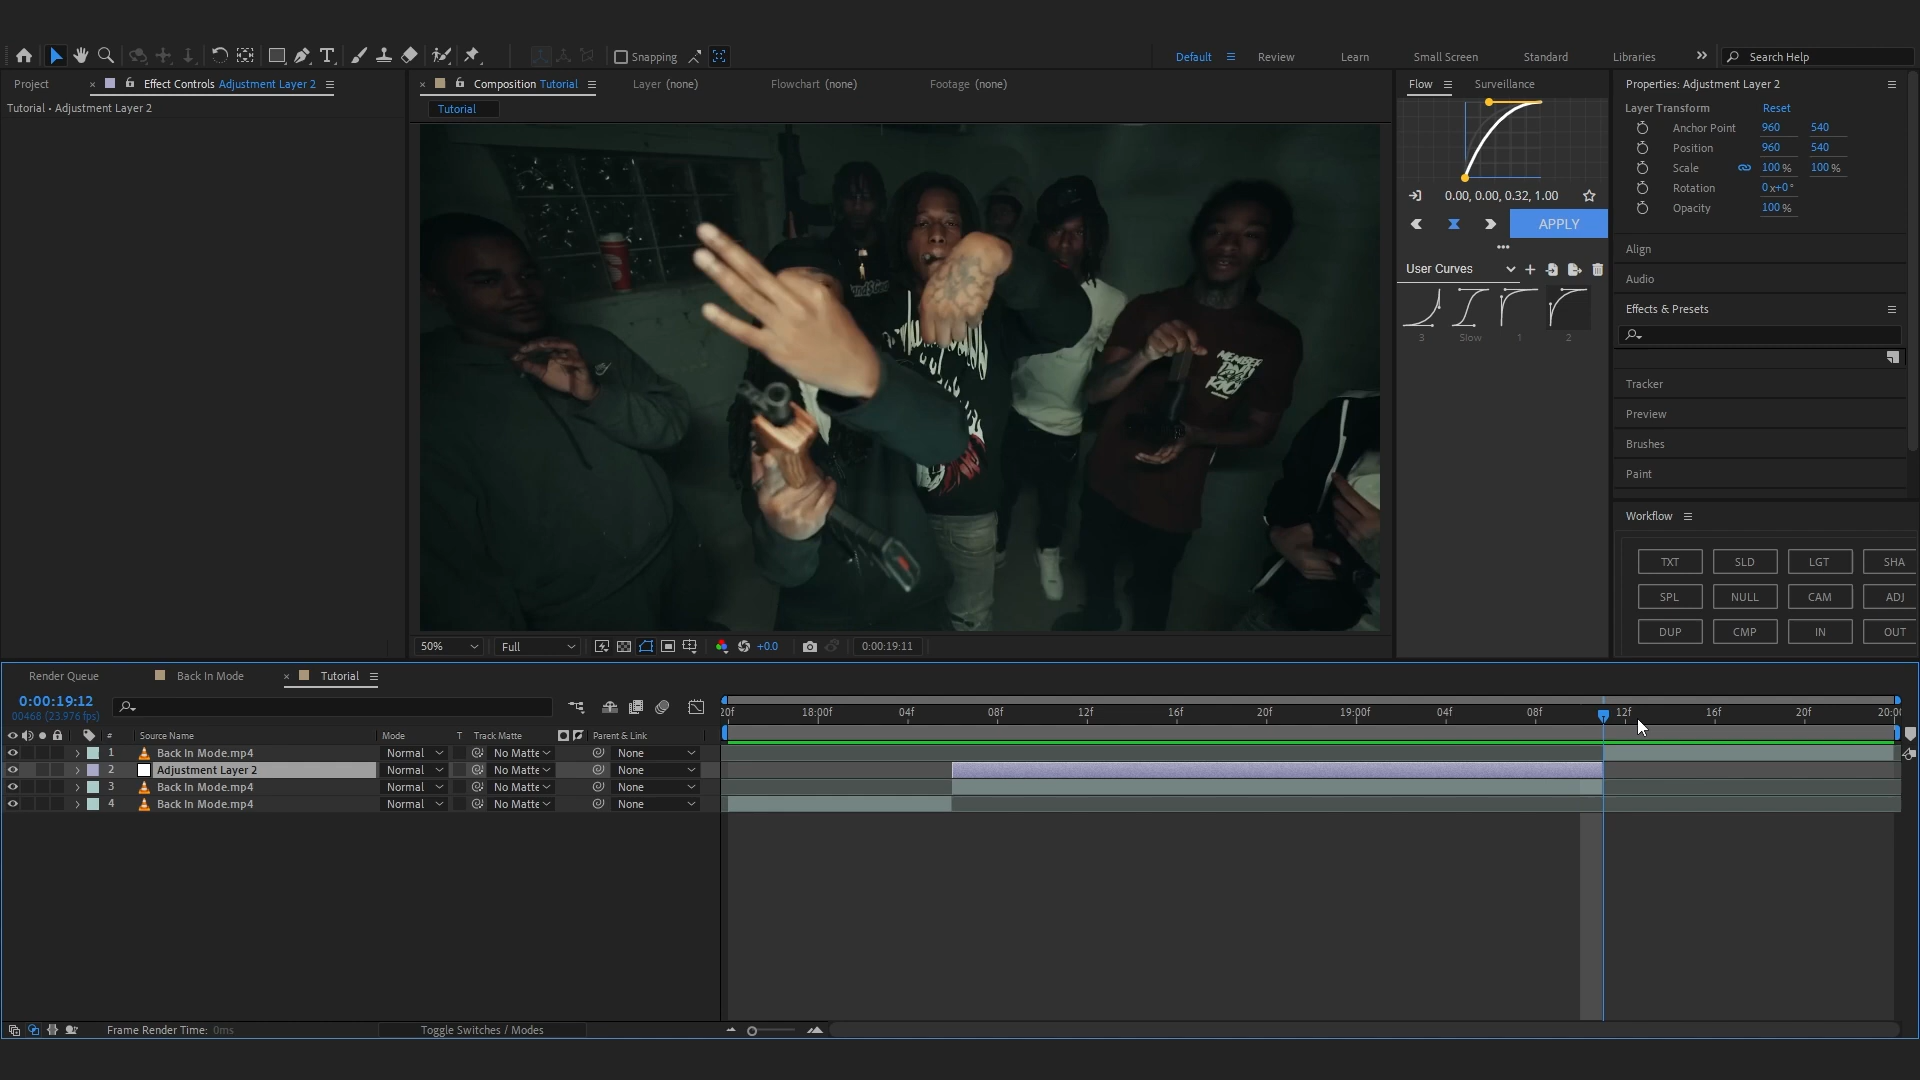 Snapping
Default
Review
Learn
Small Screen
Standard
Libraries
Search Help
Project
Effect Controls Adjustment Layer 2
Composition Tutorial
Layer (none)
Flowchart (none)
Footage (none)
Flow
Surveillance
Properties: Adjustment Layer 2
Tutorial • Adjustment Layer 2
Tutorial
Layer Transform
Reset
Anchor Point
960
540
Position
960
540
Scale
100 %
100 %
Rotation
0x+0°
Opacity
100 %
0.00, 0.00, 0.32, 1.00
APPLY
User Curves
3
Slow
1
2
Align
Audio
Effects & Presets
Tracker
Preview
Brushes
Paint
Workflow
TXT
SLD
LGT
SHA
SPL
NULL
CAM
ADJ
DUP
CMP
IN
OUT
MEMBER
50%
Full
+0.0
0:00:19:11
Render Queue
Back In Mode
Tutorial
0:00:19:12
00468 (23.976 fps)
20f
18:00f
04f
08f
12f
16f
20f
19:00f
04f
08f
12f
16f
20f
20:00
#
Source Name
Mode
T
Track Matte
Parent & Link
1
Back In Mode.mp4
Normal
No Matte
None
2
Adjustment Layer 2
Normal
No Matte
None
3
Back In Mode.mp4
Normal
No Matte
None
4
Back In Mode.mp4
Normal
No Matte
None
Frame Render Time: 0ms
Toggle Switches / Modes